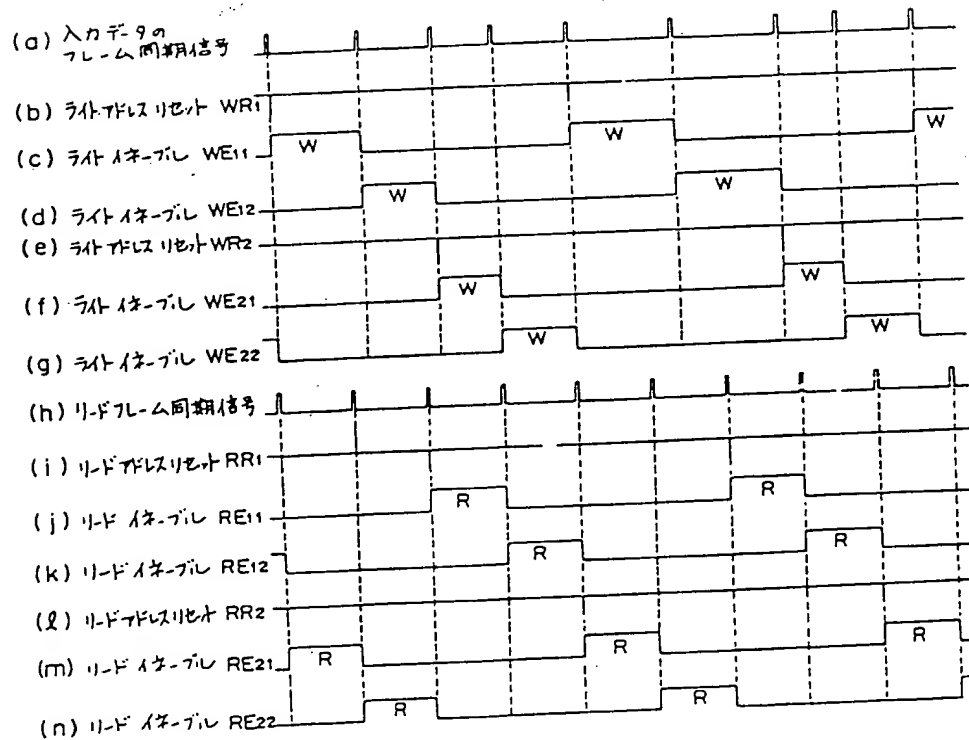 (a) 入力データの
フレーム同期信号
(b) ライトアドレスリセット WR1
(c) ライトイネーブル WE11
W
W
W
(d) ライトイネーブル WE12
W
W
(e) ライトアドレスリセット WR2
(f) ライトイネーブル WE21
W
W
(g) ライトイネーブル WE22
W
W
(h) リードフレーム同期信号
(i) リードアドレスリセット RR1
(j) リードイネーブル RE11
R
R
(k) リードイネーブル RE12
R
R
(l) リードアドレスリセット RR2
(m) リードイネーブル RE21
R
R
R
(n) リードイネーブル RE22
R
R